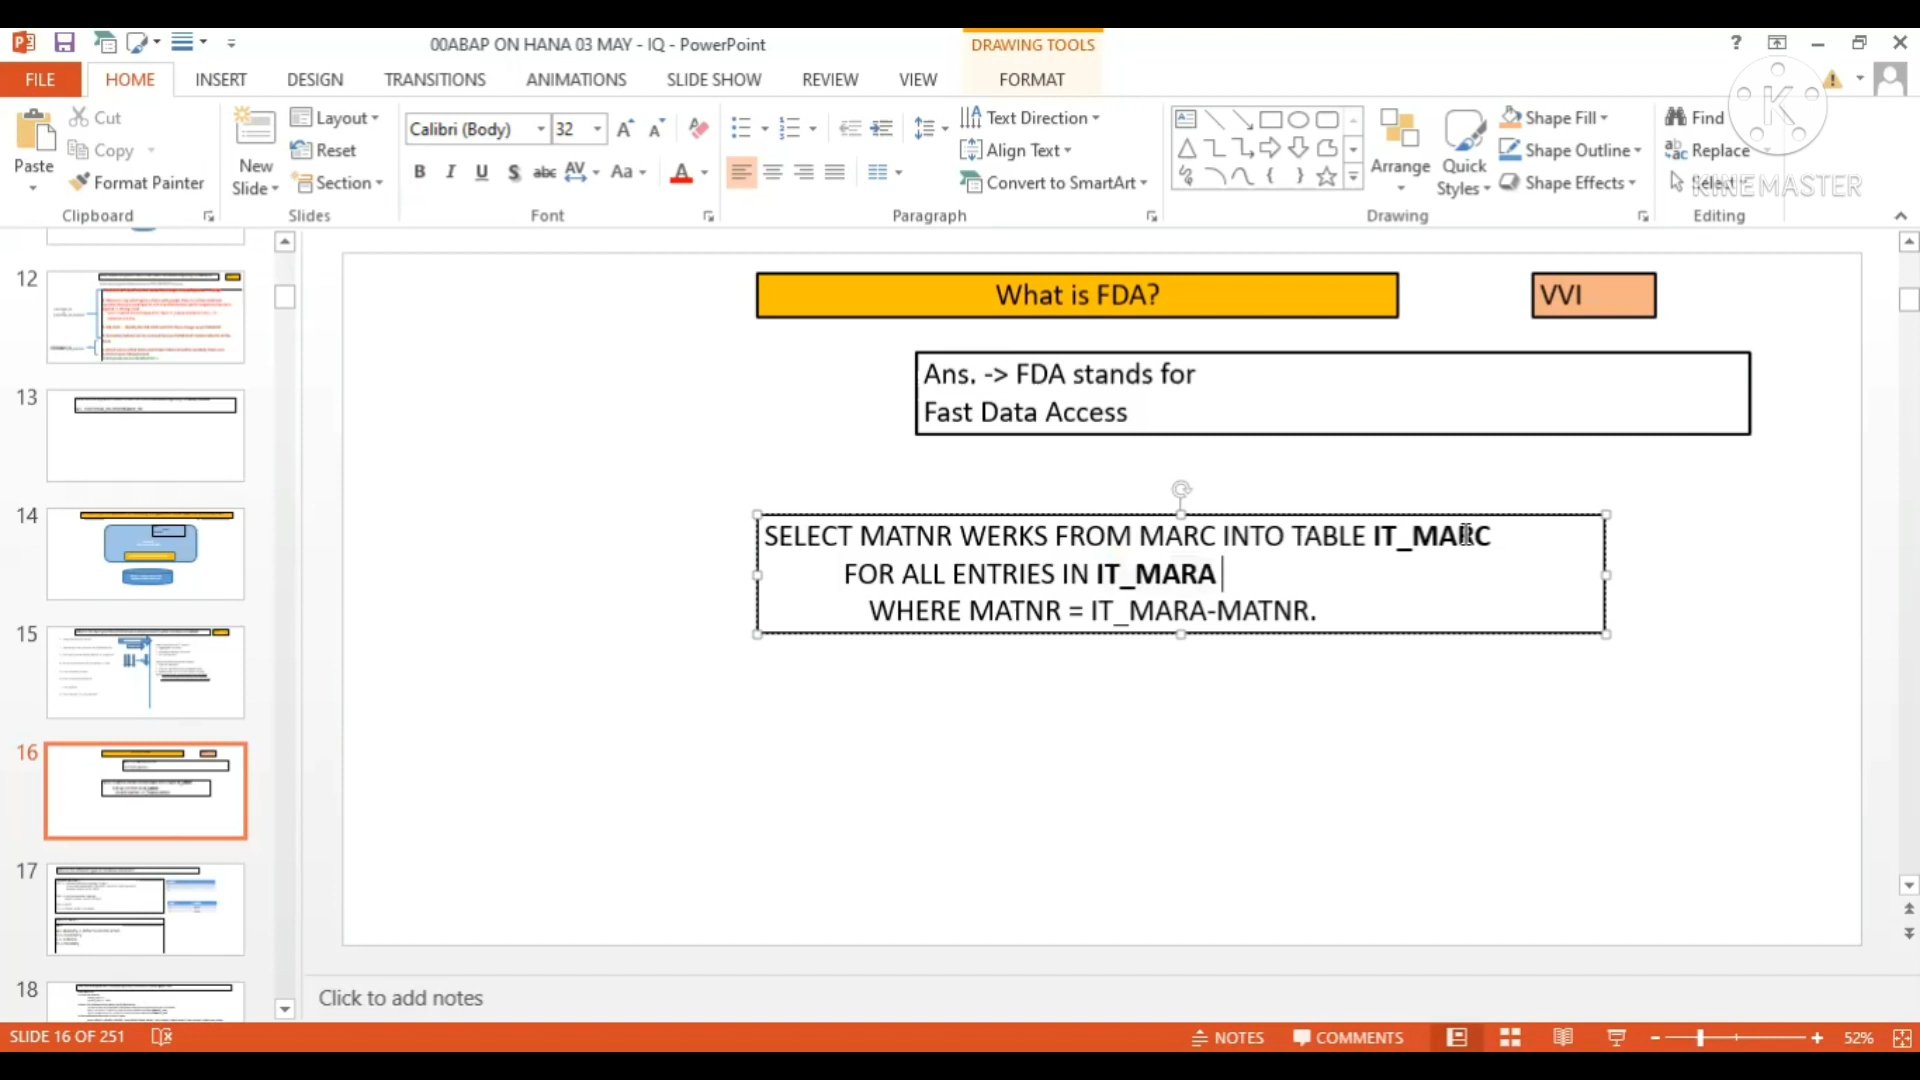 00ABAP ON HANA 03 MAY - IQ - PowerPoint
DRAWING TOOLS
FILE HOME INSERT DESIGN TRANSITIONS ANIMATIONS SLIDE SHOW REVIEW VIEW FORMAT
Paste
Cut
Copy
Format Painter
Clipboard
New Slide
Layout
Reset
Section
Slides
Calibri (Body) 32
Font
Paragraph
Text Direction
Align Text
Convert to SmartArt
Arrange
Quick Styles
Shape Fill
Shape Outline
Shape Effects
Drawing
Find
Replace
Select
Editing
KINEMASTER
12
13
14
15
16
17
18
What is FDA?
VVI
Ans. -> FDA stands for
Fast Data Access
SELECT MATNR WERKS FROM MARC INTO TABLE IT_MARC
FOR ALL ENTRIES IN IT_MARA
WHERE MATNR = IT_MARA-MATNR.
Click to add notes
SLIDE 16 OF 251
NOTES
COMMENTS
52%